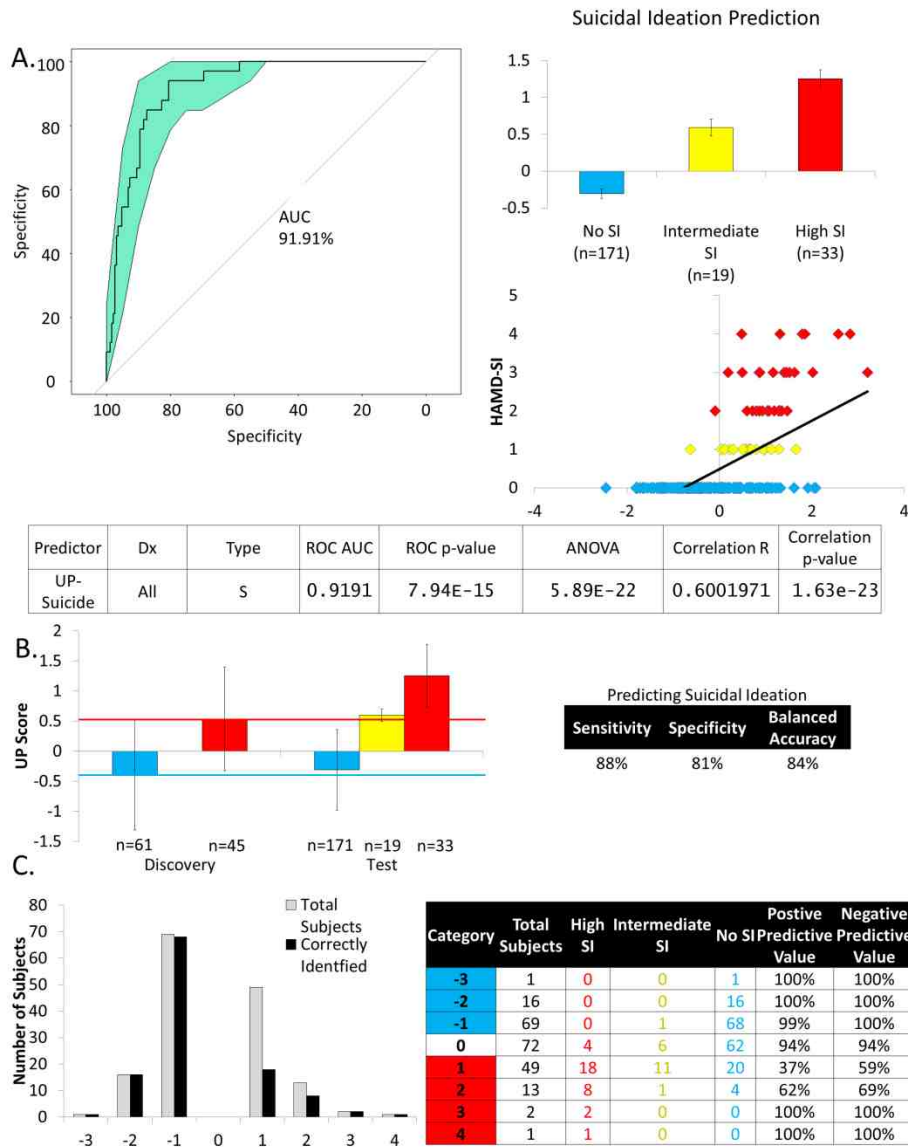 Suicidal Ideation Prediction
A.
100
80
60
40
20
0
Specificity
AUC
91.91%
100 80 60 40 20 0
Specificity
1.5
1
0.5
0
-0.5
No SI Intermediate High SI
(n=171) SI (n=33)
(n=19)
5
4
3
2
1
0
HAMD-SI
-4 -2 0 2 4
Predictor Dx Type ROC AUC ROC p-value ANOVA Correlation R Correlation p-value
UP-Suicide All S 0.9191 7.94E-15 5.89E-22 0.6001971 1.63e-23
B.
2
1.5
1
0.5
0
-0.5
-1
-1.5
UP Score
n=61 n=45 n=171 n=19 n=33
Discovery Test
Predicting Suicidal Ideation
Sensitivity Specificity Balanced Accuracy
88% 81% 84%
C.
80
70
60
50
40
30
20
10
0
Number of Subjects
Total
Subjects
Correctly
Identfied
-3 -2 -1 0 1 2 3 4
Category Total Subjects High SI Intermediate SI No SI Postive Predictive Value Negative Predictive Value
-3 1 0 0 1 100% 100%
-2 16 0 0 16 100% 100%
-1 69 0 1 68 99% 100%
0 72 4 6 62 94% 94%
1 49 18 11 20 37% 59%
2 13 8 1 4 62% 69%
3 2 2 0 0 100% 100%
4 1 1 0 0 100% 100%